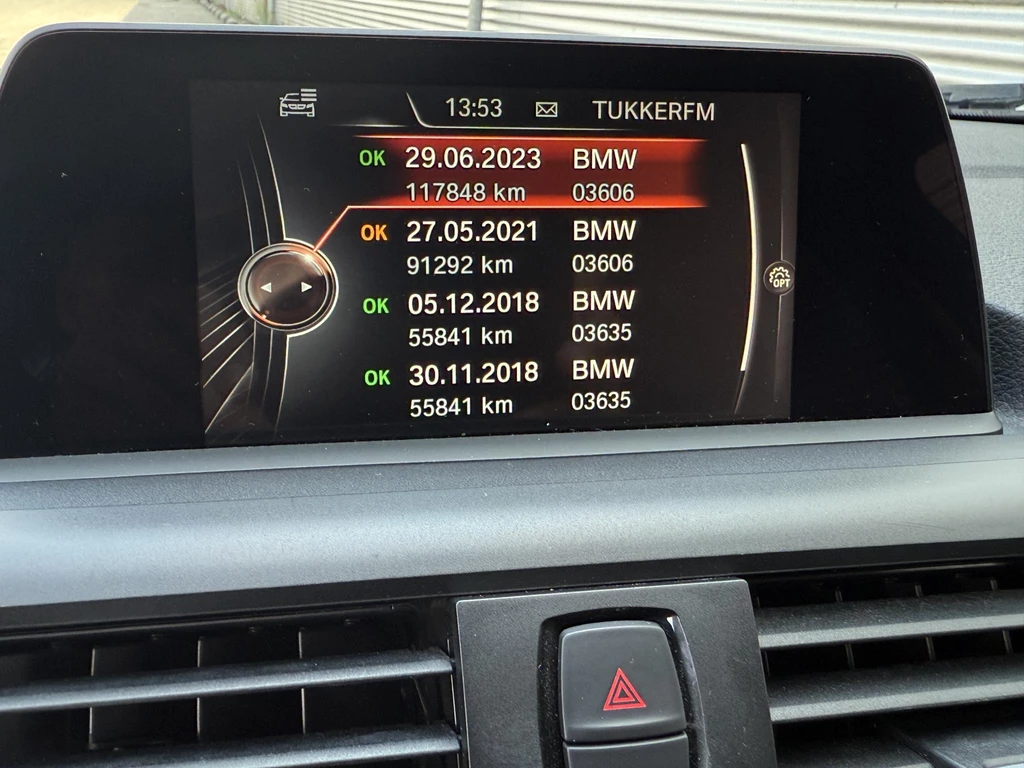 13:53 TUKKERFM
OK 29.06.2023 BMW
117848 km 03606
OK 27.05.2021 BMW
91292 km 03606
OPT
OK 05.12.2018 BMW
55841 km 03635
OK 30.11.2018 BMW
55841 km 03635